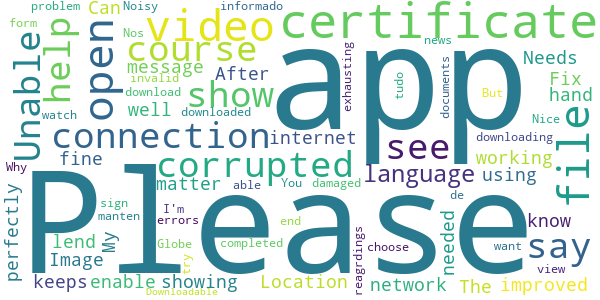 problem Noisy informado
form Can Nos video certificate
Unable help open course app
message After show invalid
download well downloaded
news But Nice
watch exhausting tudo documents
Needs Fix hand file
connection internet see
downloading working
Why fine corrupted language using
perfectly matter able You damaged
Please de
sign manten I'm errors end
My lend Image
Globe completed choose want say know
keeps enable showing try
Location reagrdings network needed view
The improved
Downloadable